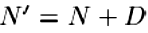 N′ = N + D